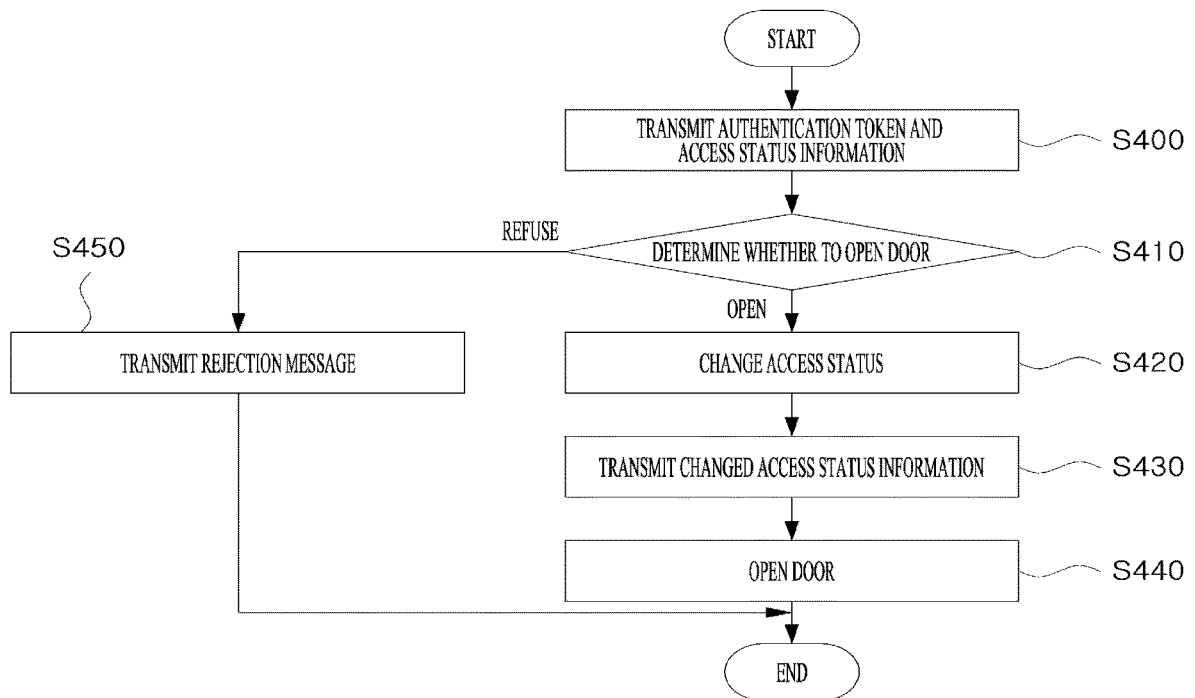 START
TRANSMIT AUTHENTICATION TOKEN AND
ACCESS STATUS INFORMATION
S400
REFUSE
DETERMINE WHETHER TO OPEN DOOR
S410
S450
OPEN
TRANSMIT REJECTION MESSAGE
CHANGE ACCESS STATUS
S420
TRANSMIT CHANGED ACCESS STATUS INFORMATION
S430
OPEN DOOR
S440
END